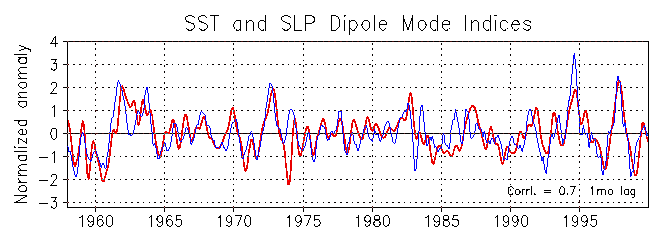 SST and SLP Dipole Mode Indices
Normalized anomaly
4
3
2
1
0
−1
−2
−3
Corrl. = 0.7 1mo lag
1960 1965 1970 1975 1980 1985 1990 1995